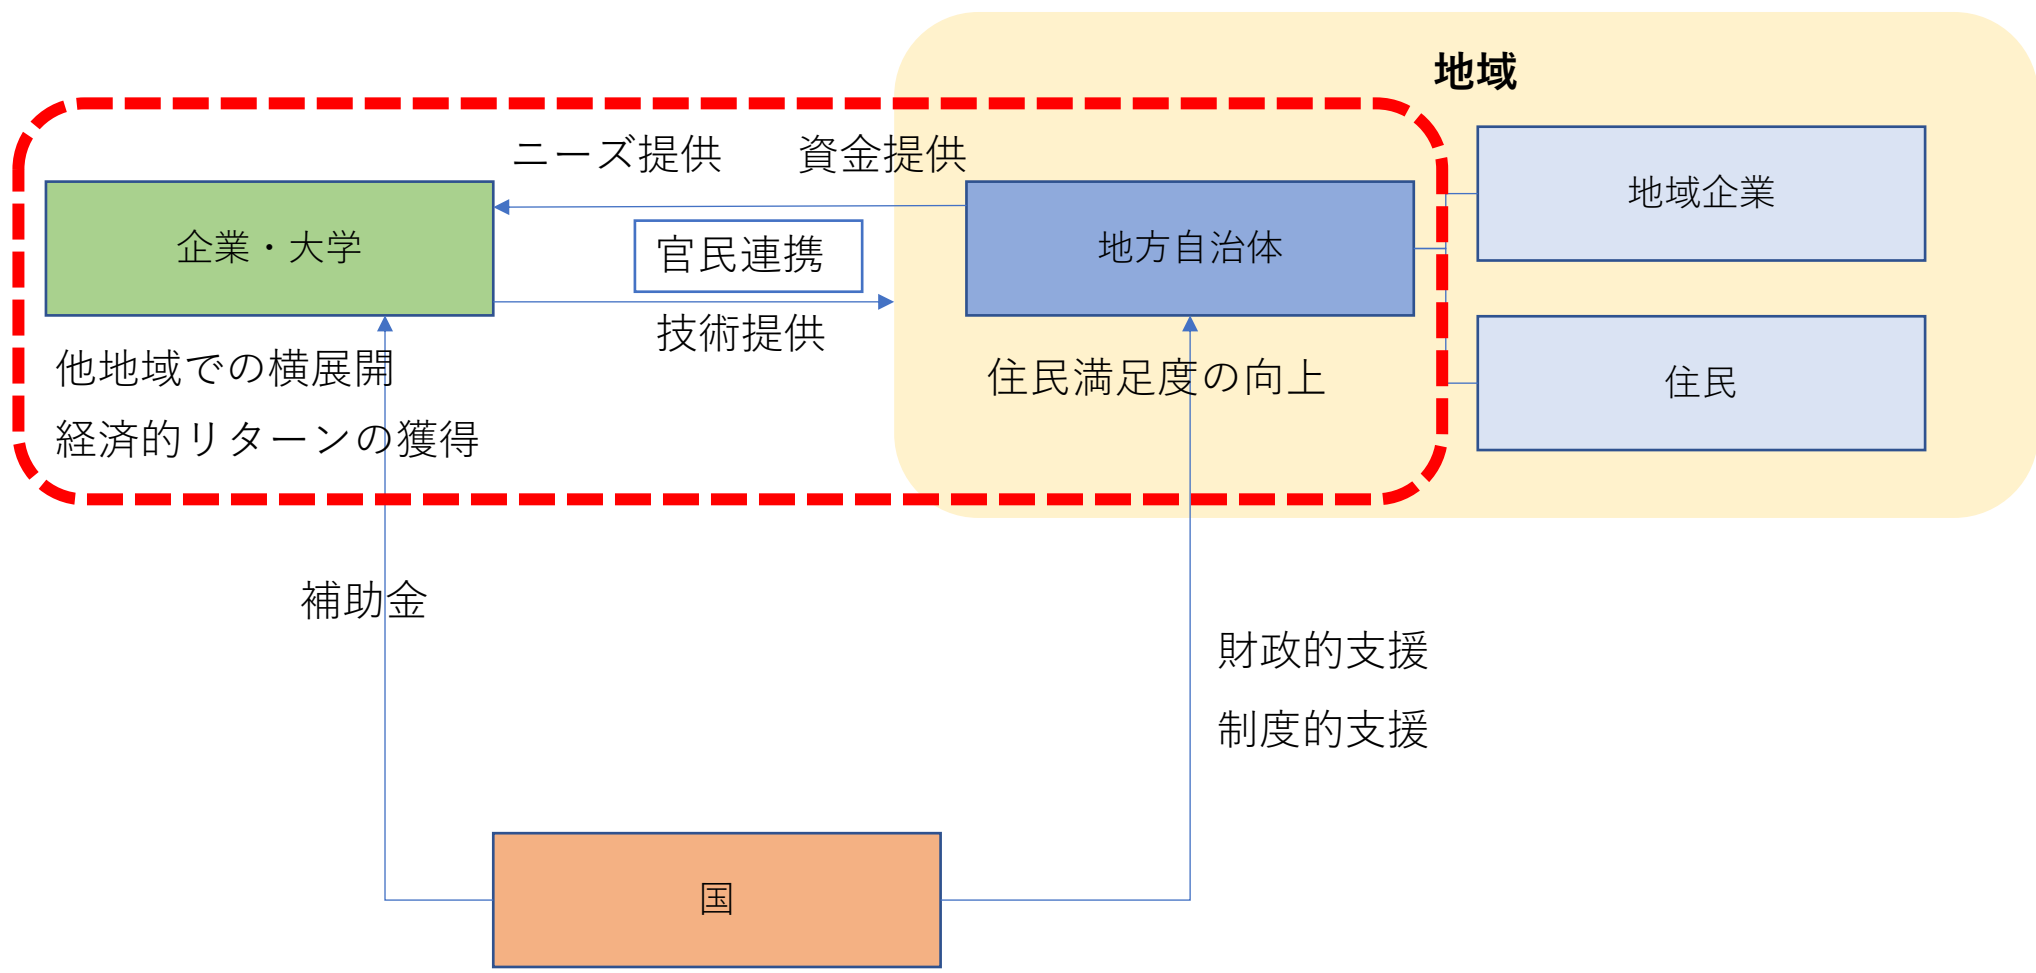 地域
ニーズ提供　資金提供
企業・大学
官民連携
地方自治体
地域企業
技術提供
他地域での横展開
経済的リターンの獲得
住民満足度の向上
住民
補助金
財政的支援
制度的支援
国